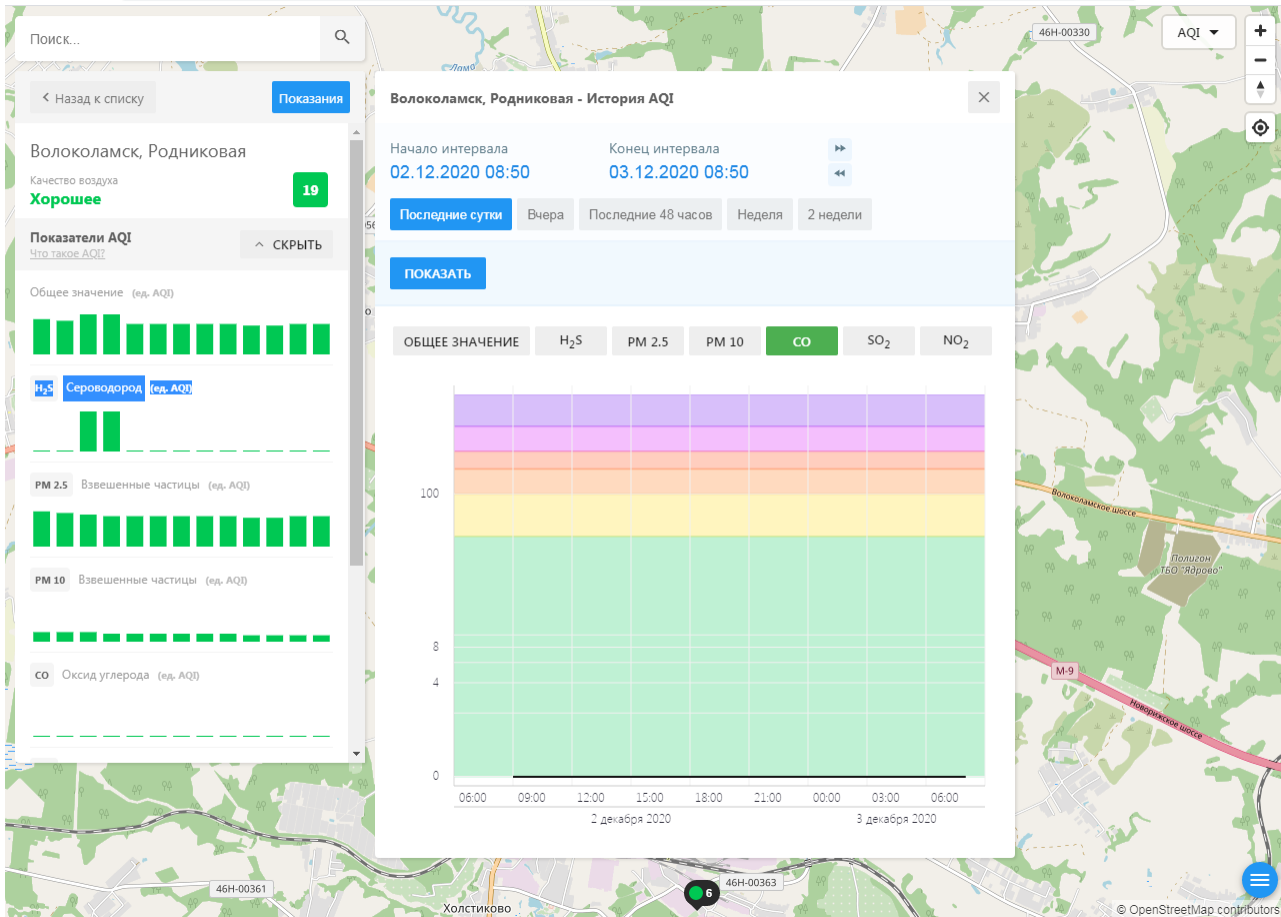 Поиск...
Назад к списку
Показания
Волоколамск, Родниковая
Качество воздуха
Хорошее
19
Показатели AQI
Что такое AQI?
СКРЫТЬ
Общее значение (ед. AQI)
H2S Сероводород (ед. AQI)
PM 2.5 Взвешенные частицы (ед. AQI)
PM 10 Взвешенные частицы (ед. AQI)
CO Оксид углерода (ед. AQI)
Волоколамск, Родниковая - История AQI
Начало интервала
02.12.2020 08:50
Конец интервала
03.12.2020 08:50
Последние сутки
Вчера
Последние 48 часов
Неделя
2 недели
ПОКАЗАТЬ
ОБЩЕЕ ЗНАЧЕНИЕ
H2S
PM 2.5
PM 10
CO
SO2
NO2
100
8
4
0
06:00 09:00 12:00 15:00 18:00 21:00 00:00 03:00 06:00
2 декабря 2020
3 декабря 2020
46Н-00330
AQI
Волоколамское шоссе
Полигон
ТБО "Ядрово"
М-9
Новорижское шоссе
46Н-00361
46Н-00363
6
Холстиково
© OpenStreetMap contributors